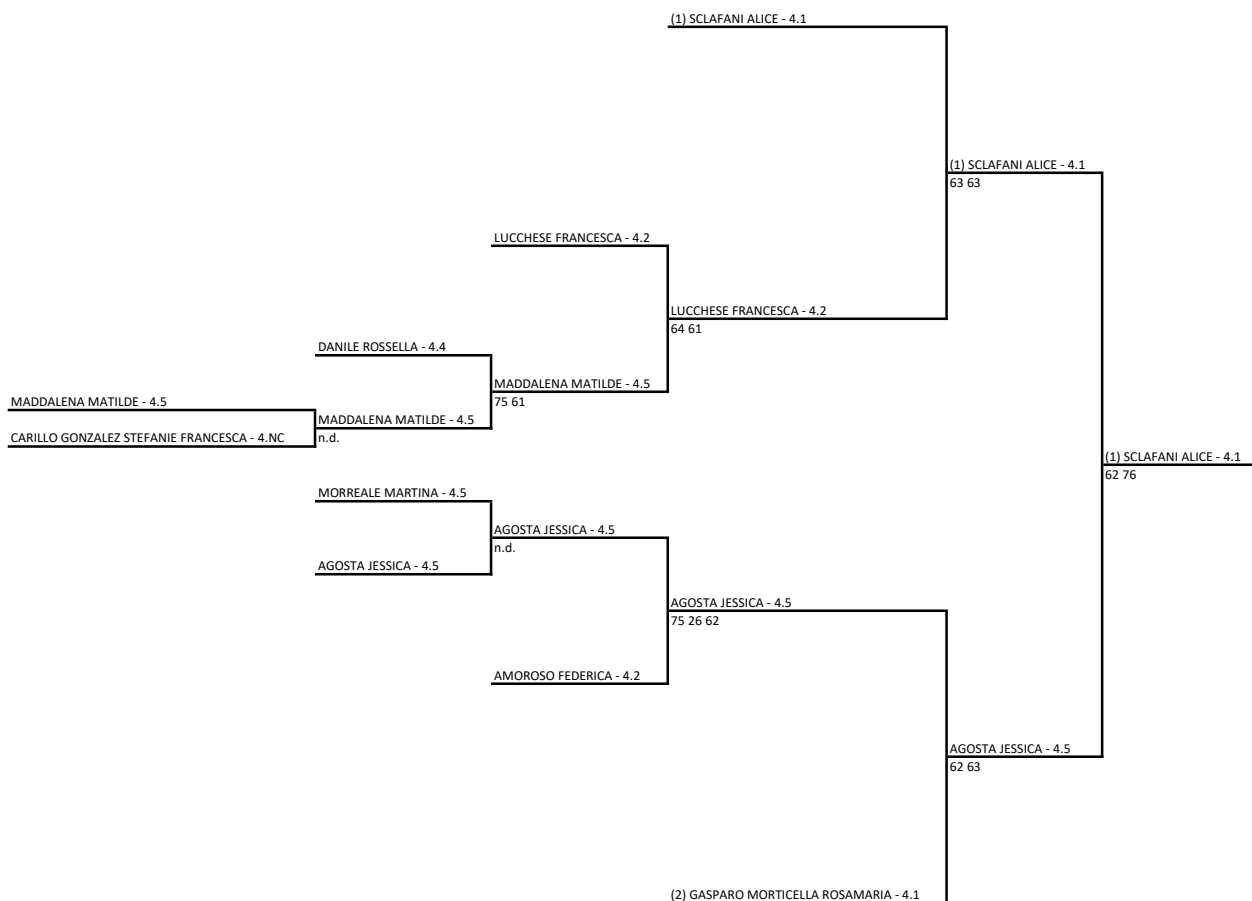 (1) SCLAFANI ALICE - 4.1
(1) SCLAFANI ALICE - 4.1
63 63
LUCCHESE FRANCESCA - 4.2
LUCCHESE FRANCESCA - 4.2
64 61
DANILE ROSSELLA - 4.4
MADDALENA MATILDE - 4.5
75 61
MADDALENA MATILDE - 4.5
MADDALENA MATILDE - 4.5
n.d.
CARILLO GONZALEZ STEFANIE FRANCESCA - 4.NC
(1) SCLAFANI ALICE - 4.1
62 76
MORREALE MARTINA - 4.5
AGOSTA JESSICA - 4.5
n.d.
AGOSTA JESSICA - 4.5
AGOSTA JESSICA - 4.5
75 26 62
AMOROSO FEDERICA - 4.2
AGOSTA JESSICA - 4.5
62 63
(2) GASPARO MORTICELLA ROSAMARIA - 4.1